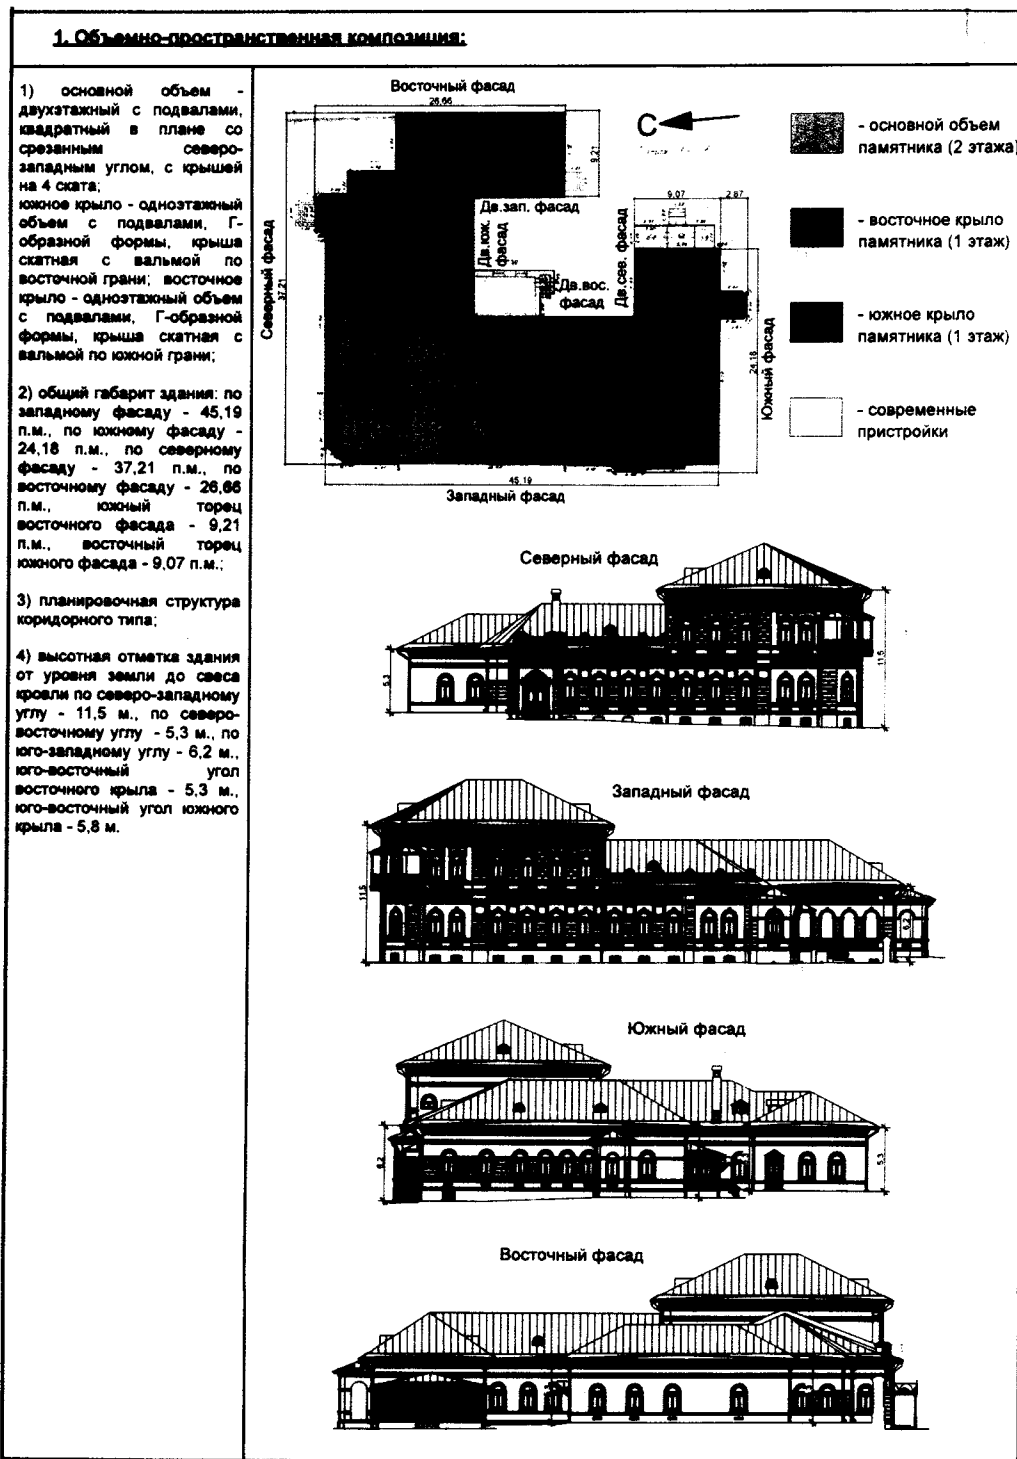 1. Объемно-пространственная композиция:
1) основной объем -
двухэтажный с подвалами,
квадратный в плане со
срезанным северо-
западным углом, с крышей
на 4 ската;
южное крыло - одноэтажный
объем с подвалами, Г-
образной формы, крыша
скатная с вальмой по
восточной грани; восточное
крыло - одноэтажный объем
с подвалами, Г-образной
формы, крыша скатная с
вальмой по южной грани;
2) общий габарит здания: по
западному фасаду - 45,19
п.м., по южному фасаду -
24,18 п.м., по северному
фасаду - 37,21 п.м., по
восточному фасаду - 26,66
п.м., южный торец
восточного фасада - 9,21
п.м., восточный торец
южного фасада - 9,07 п.м.;
3) планировочная структура
коридорного типа;
4) высотная отметка здания
от уровня земли до свеса
кровли по северо-западному
углу - 11,5 м., по северо-
восточному углу - 5,3 м., по
юго-западному углу - 6,2 м.,
юго-восточный угол
восточного крыла - 5,3 м.,
юго-восточный угол южного
крыла - 5,8 м.
Восточный фасад
26,66
9,21
С
9,07
2,87
Северный фасад
37,21
Дв.зап. фасад
Дв.юж.
фасад
Дв.вос.
фасад
Дв.сев. фасад
Южный фасад
24,18
45,19
Западный фасад
- основной объем
памятника (2 этажа)
- восточное крыло
памятника (1 этаж)
- южное крыло
памятника (1 этаж)
- современные
пристройки
Северный фасад
5,3
11,5
Западный фасад
11,5
6,2
Южный фасад
6,2
5,3
Восточный фасад